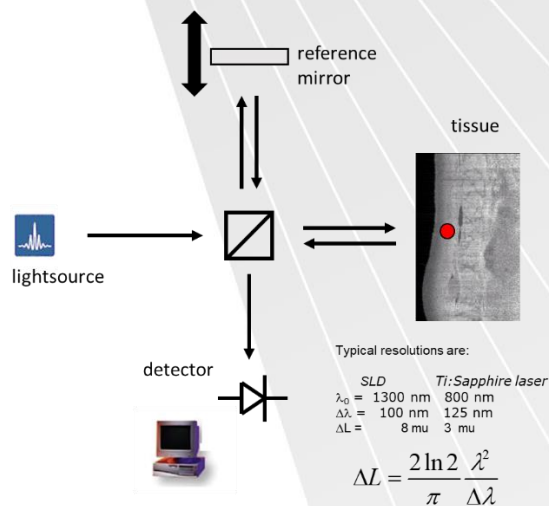 reference
mirror
tissue
lightsource
detector
Typical resolutions are:
SLD Ti:Sapphire laser
λ₀ = 1300 nm 800 nm
Δλ = 100 nm 125 nm
ΔL = 8 mu 3 mu
ΔL = (2 ln 2 / π) (λ² / Δλ)